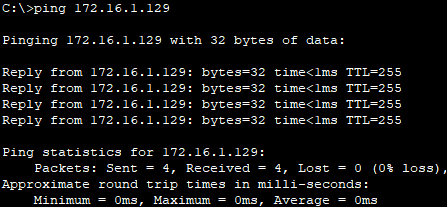 C:\>ping 172.16.1.129
Pinging 172.16.1.129 with 32 bytes of data:
Reply from 172.16.1.129: bytes=32 time<1ms TTL=255
Reply from 172.16.1.129: bytes=32 time<1ms TTL=255
Reply from 172.16.1.129: bytes=32 time<1ms TTL=255
Reply from 172.16.1.129: bytes=32 time<1ms TTL=255
Ping statistics for 172.16.1.129:
Packets: Sent = 4, Received = 4, Lost = 0 (0% loss),
Approximate round trip times in milli-seconds:
Minimum = 0ms, Maximum = 0ms, Average = 0ms